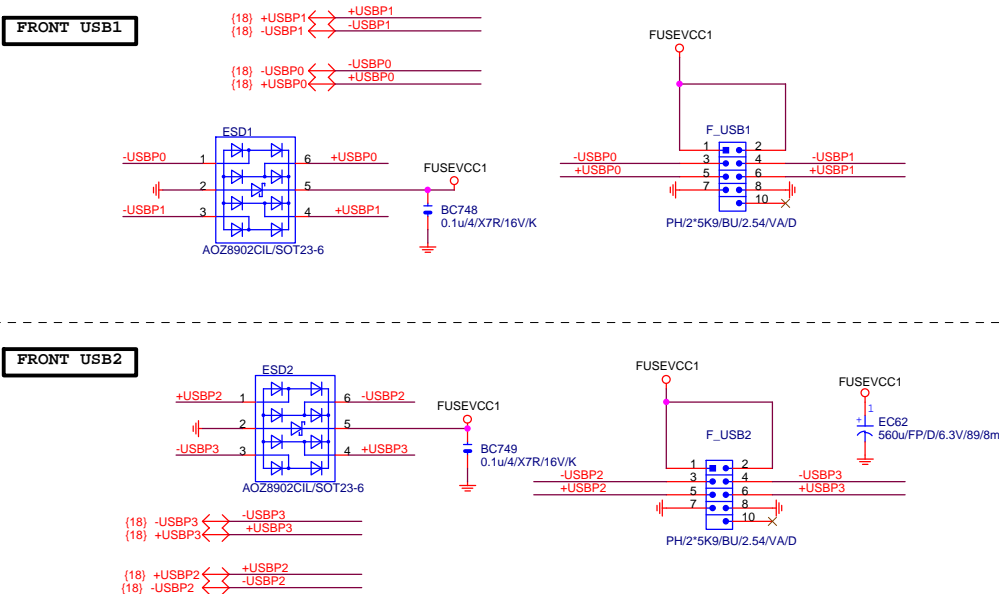 FRONT USB1
{18} +USBP1 +USBP1
{18} -USBP1 -USBP1
{18} -USBP0 -USBP0
{18} +USBP0 +USBP0
ESD1
-USBP0 1 6 +USBP0
2 5
-USBP1 3 4 +USBP1
AOZ8902CIL/SOT23-6
FUSEVCC1
BC748
0.1u/4/X7R/16V/K
FUSEVCC1
F_USB1
1 2
-USBP0 3 4 -USBP1
+USBP0 5 6 +USBP1
7 8
10
PH/2*5K9/BU/2.54/VA/D
FRONT USB2
ESD2
+USBP2 1 6 -USBP2
2 5
-USBP3 3 4 +USBP3
AOZ8902CIL/SOT23-6
FUSEVCC1
BC749
0.1u/4/X7R/16V/K
FUSEVCC1
F_USB2
1 2
-USBP2 3 4 -USBP3
+USBP2 5 6 +USBP3
7 8
10
PH/2*5K9/BU/2.54/VA/D
FUSEVCC1
1
+
EC62
560u/FP/D/6.3V/89/8m
{18} -USBP3 -USBP3
{18} +USBP3 +USBP3
{18} +USBP2 +USBP2
{18} -USBP2 -USBP2